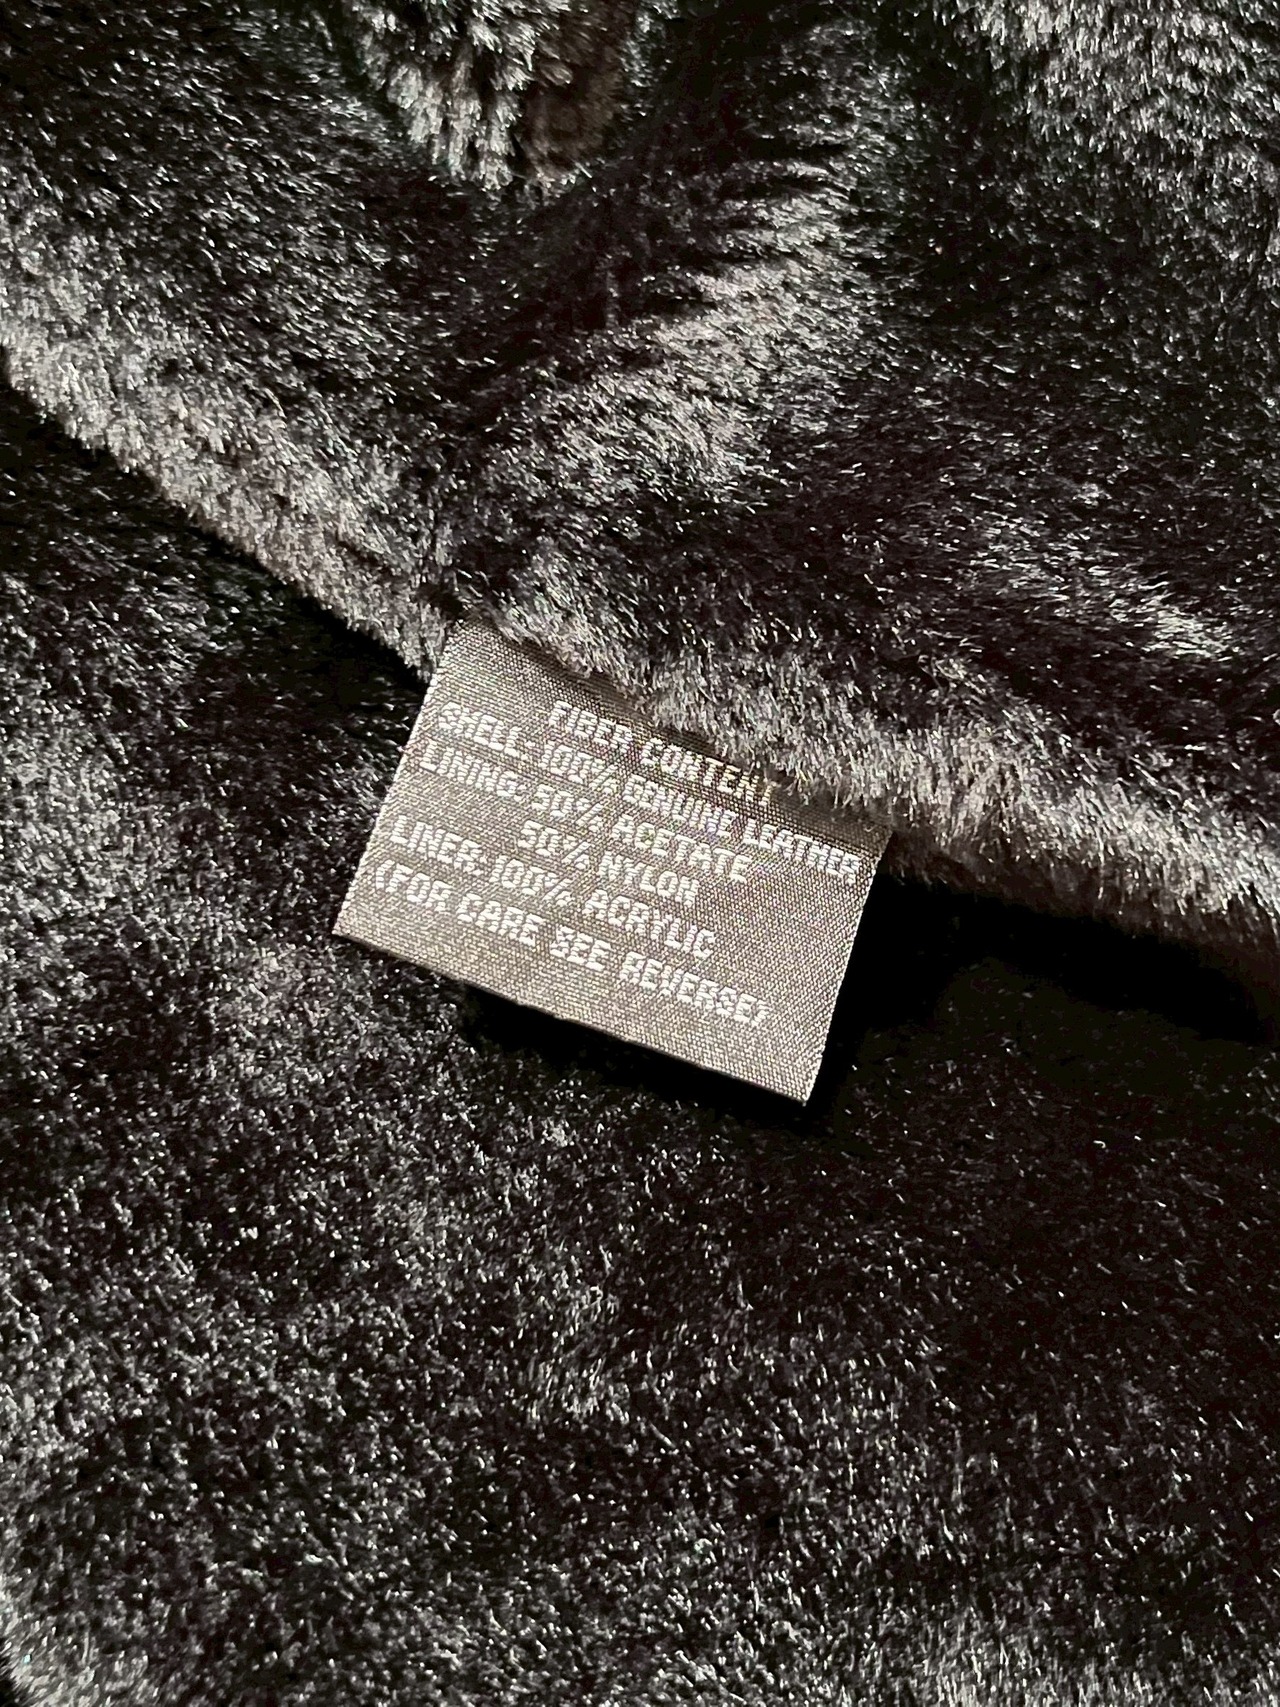 FIBER CONTENT
SHELL: 100% GENUINE LEATHER
LINING: 50% ACETATE
50% NYLON
LINER: 100% ACRYLIC
(FOR CARE SEE REVERSE)